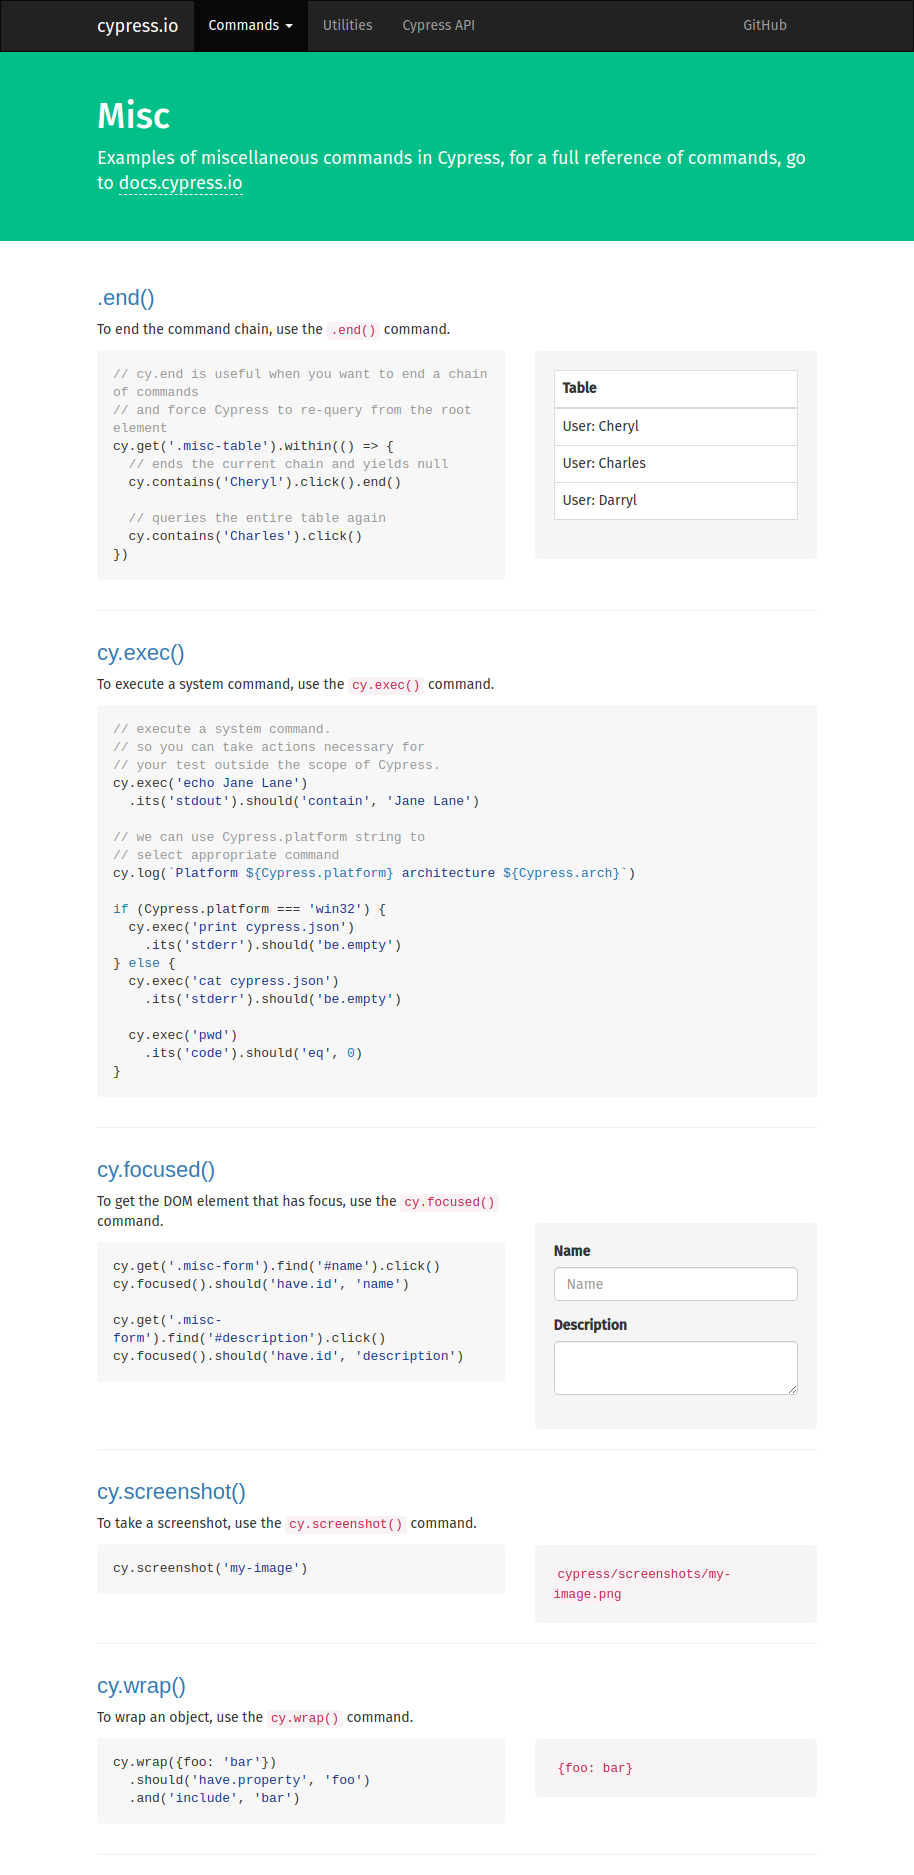 cypress.io Commands Utilities Cypress API GitHub
Misc
Examples of miscellaneous commands in Cypress, for a full reference of commands, go
to docs.cypress.io
.end()
To end the command chain, use the .end() command.
// cy.end is useful when you want to end a chain
of commands
// and force Cypress to re-query from the root
element
cy.get('.misc-table').within(() => {
  // ends the current chain and yields null
  cy.contains('Cheryl').click().end()

  // queries the entire table again
  cy.contains('Charles').click()
})
Table
User: Cheryl
User: Charles
User: Darryl
cy.exec()
To execute a system command, use the cy.exec() command.
// execute a system command.
// so you can take actions necessary for
// your test outside the scope of Cypress.
cy.exec('echo Jane Lane')
  .its('stdout').should('contain', 'Jane Lane')

// we can use Cypress.platform string to
// select appropriate command
cy.log(`Platform ${Cypress.platform} architecture ${Cypress.arch}`)

if (Cypress.platform === 'win32') {
  cy.exec('print cypress.json')
    .its('stderr').should('be.empty')
} else {
  cy.exec('cat cypress.json')
    .its('stderr').should('be.empty')

  cy.exec('pwd')
    .its('code').should('eq', 0)
}
cy.focused()
To get the DOM element that has focus, use the cy.focused()
command.
cy.get('.misc-form').find('#name').click()
cy.focused().should('have.id', 'name')

cy.get('.misc-
form').find('#description').click()
cy.focused().should('have.id', 'description')
Name
Name
Description
cy.screenshot()
To take a screenshot, use the cy.screenshot() command.
cy.screenshot('my-image')
cypress/screenshots/my-
image.png
cy.wrap()
To wrap an object, use the cy.wrap() command.
cy.wrap({foo: 'bar'})
  .should('have.property', 'foo')
  .and('include', 'bar')
{foo: bar}